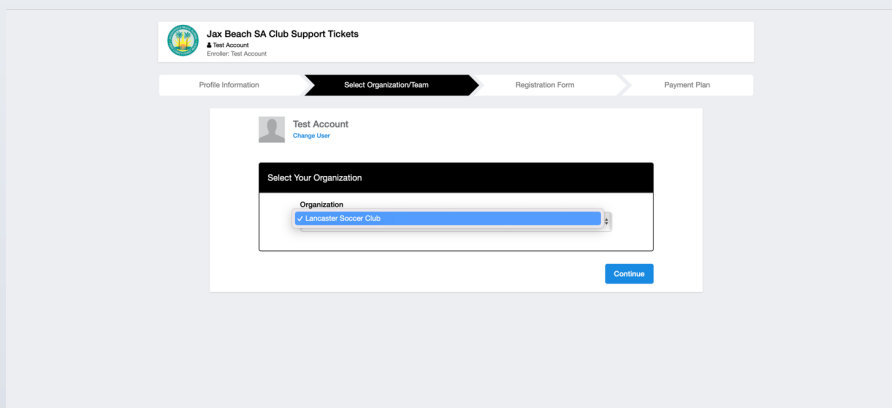 Jax Beach SA Club Support Tickets
Test Account
Enroller: Test Account
Profile Information
Select Organization/Team
Registration Form
Payment Plan
Test Account
Change User
Select Your Organization
Organization
✓ Lancaster Soccer Club
Continue